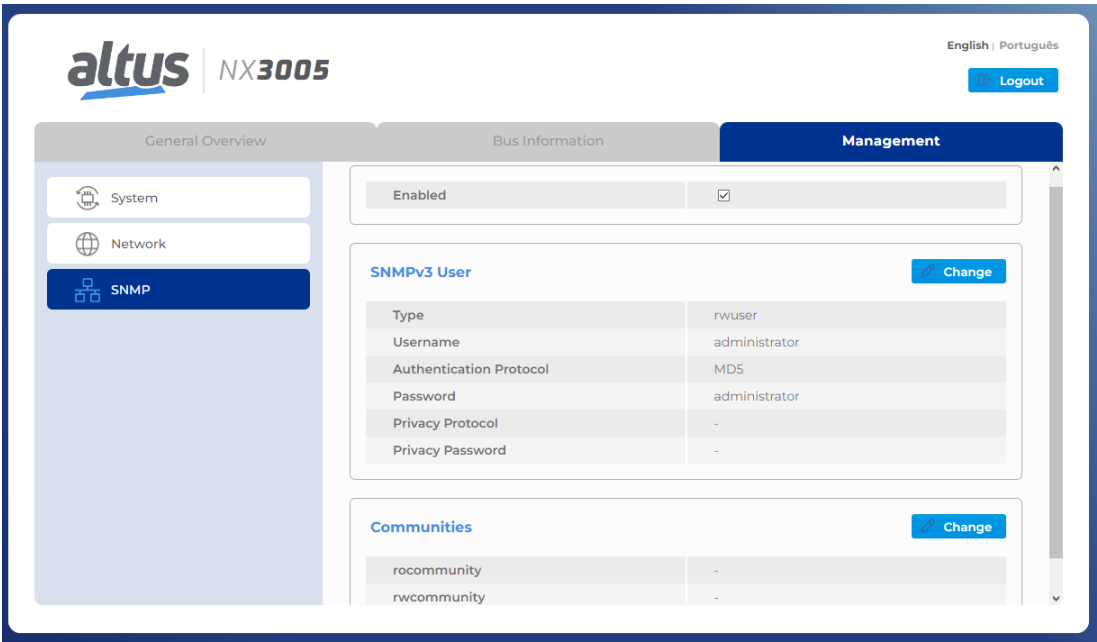 English | Português
altus | NX3005
Logout
General Overview Bus Information Management
System
Network
SNMP
Enabled
SNMPv3 User Change
Type rwuser
Username administrator
Authentication Protocol MD5
Password administrator
Privacy Protocol -
Privacy Password -
Communities Change
rocommunity -
rwcommunity -